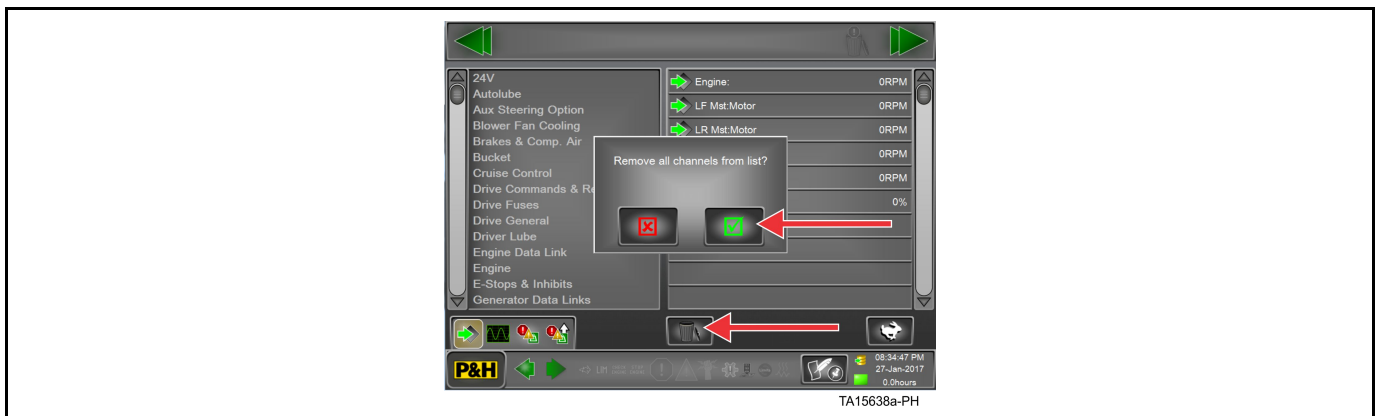 24V
Autolube
Aux Steering Option
Blower Fan Cooling
Brakes & Comp. Air
Bucket
Cruise Control
Drive Commands & Re
Drive Fuses
Drive General
Driver Lube
Engine Data Link
Engine
E-Stops & Inhibits
Generator Data Links
Engine: 0RPM
LF Mst:Motor 0RPM
LR Mst:Motor 0RPM
0RPM
0RPM
0%
Remove all channels from list?
P&H
08:34:47 PM
27-Jan-2017
0.0hours
TA15638a-PH